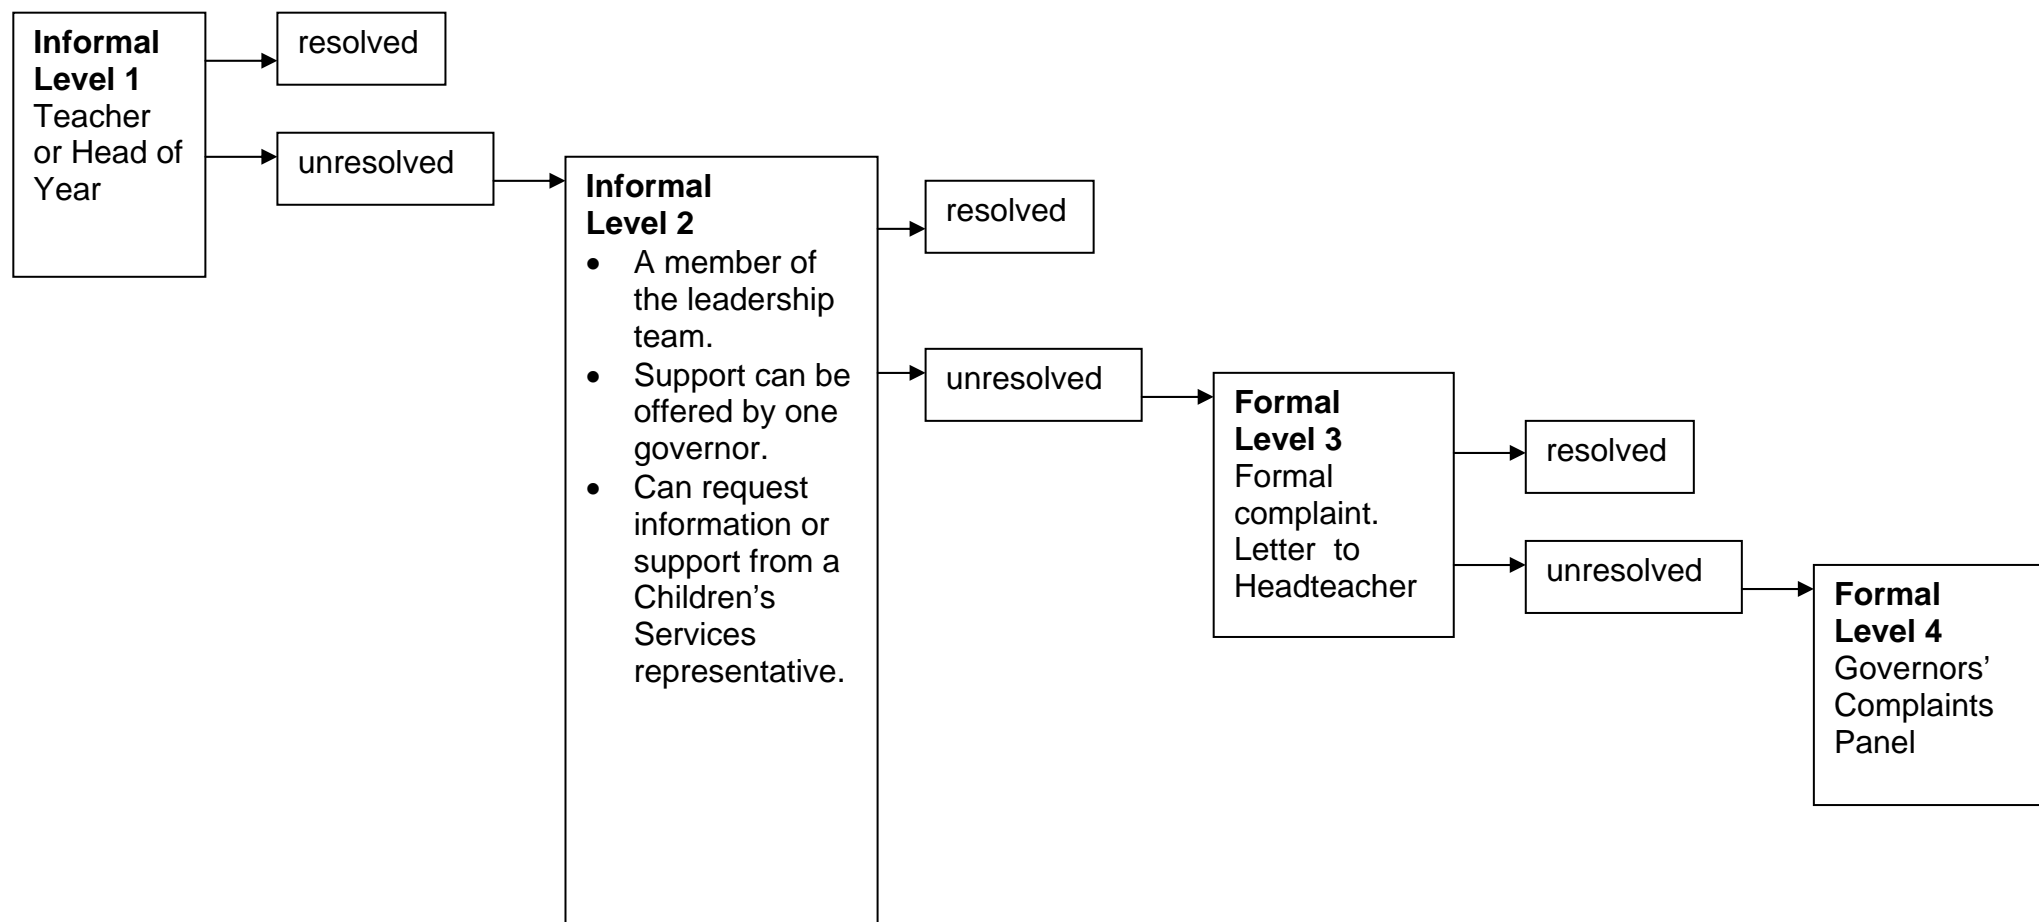 Informal
Level 1
Teacher
or Head of
Year
resolved
unresolved
Informal
Level 2
• A member of
the leadership
team.
• Support can be
offered by one
governor.
• Can request
information or
support from a
Children’s
Services
representative.
resolved
unresolved
Formal
Level 3
Formal
complaint.
Letter to
Headteacher
resolved
unresolved
Formal
Level 4
Governors’
Complaints
Panel